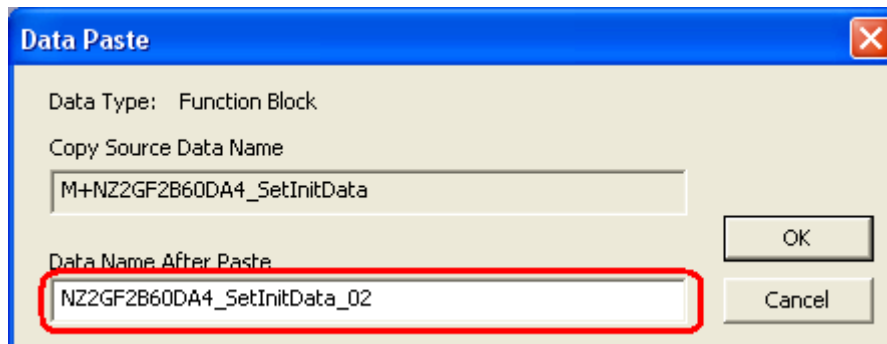 Data Paste
Data Type: Function Block
Copy Source Data Name
M+NZ2GF2B60DA4_SetInitData
OK
Data Name After Paste
NZ2GF2B60DA4_SetInitData_02
Cancel